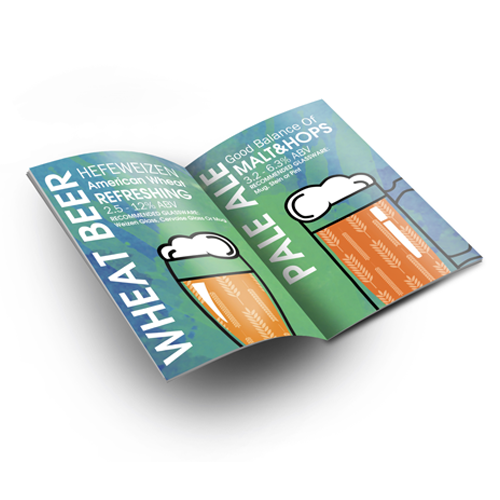 WHEAT BEER
HEFEWEIZEN
American Wheat
REFRESHING
2.5 - 12% ABV
RECOMMENDED GLASSWARE:
Weizen Glass, Concible Glass Or Mug
PALE ALE
Good Balance Of
MALT&HOPS
3.2 - 6.3% ABV
RECOMMENDED GLASSWARE:
Mug, Stein or Pint